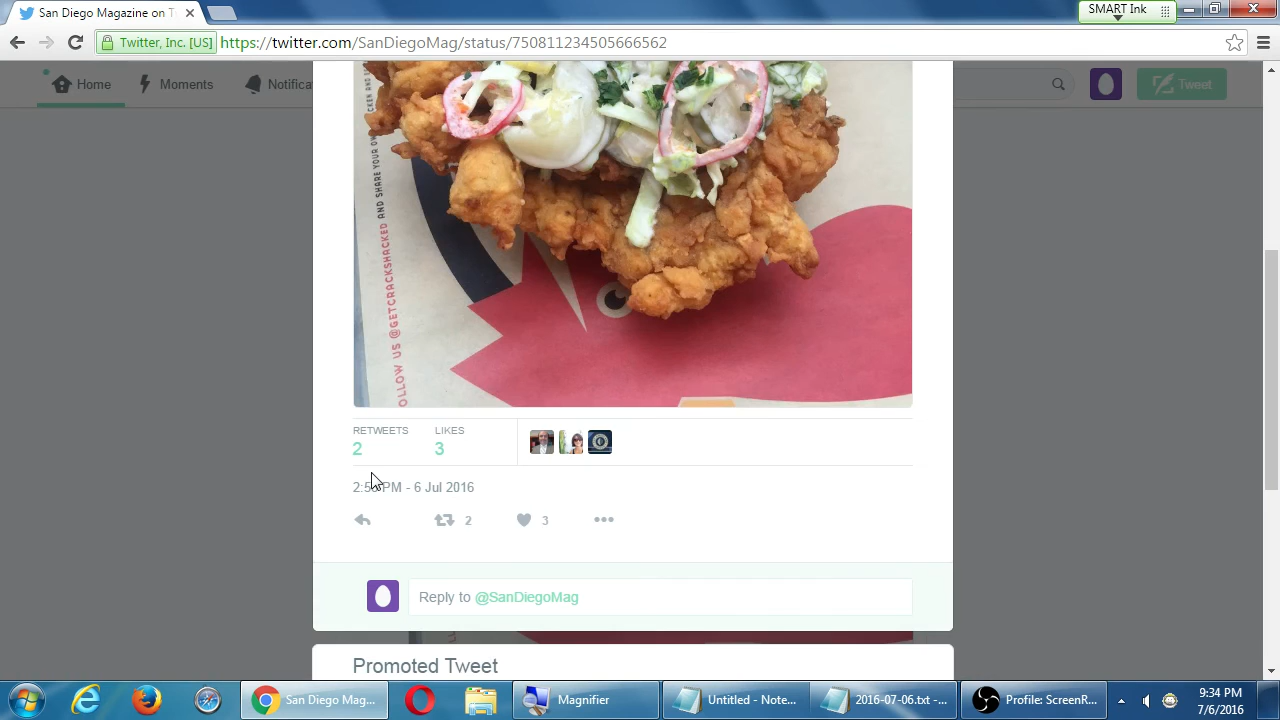 San Diego Magazine on T
SMART Ink
Twitter, Inc. [US]
https://twitter.com/SanDiegoMag/status/750811234505666562
Home
Moments
Notifica
Tweet
OLLOW US @GETCRACKSHACKED AND SHARE YOUR OW
RETWEETS
LIKES
2
3
PM - 6 Jul 2016
2
3
Reply to @SanDiegoMag
Promoted Tweet
San Diego Mag...
Magnifier
Untitled - Note...
2016-07-06.txt -...
Profile: ScreenR...
9:34 PM
7/6/2016